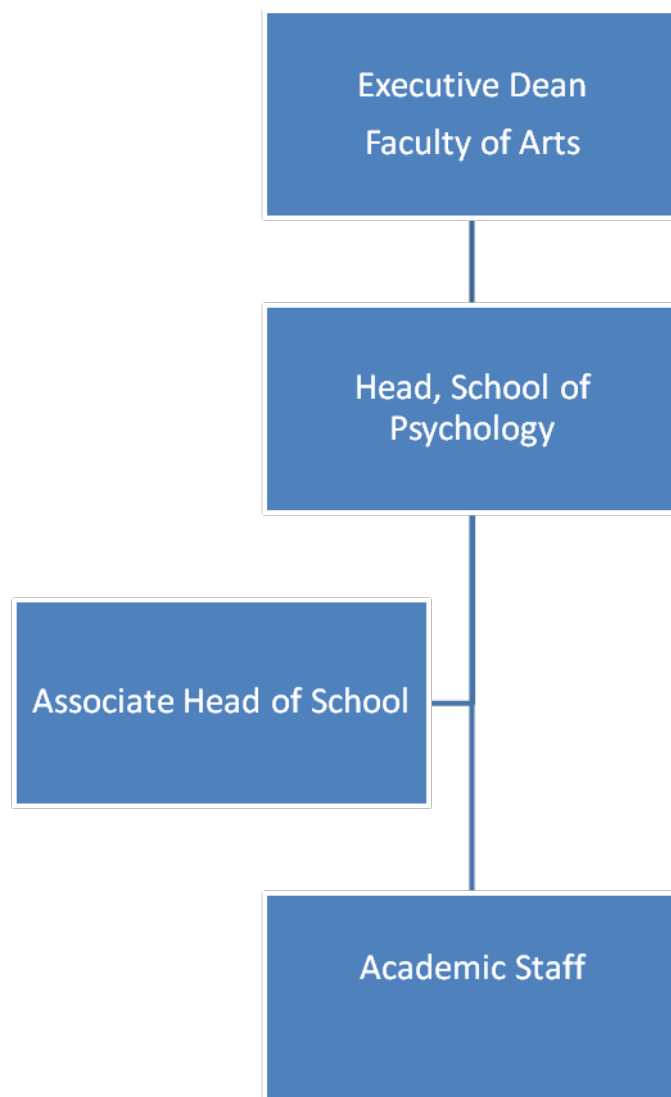 Executive Dean
Faculty of Arts
Head, School of
Psychology
Associate Head of School
Academic Staff